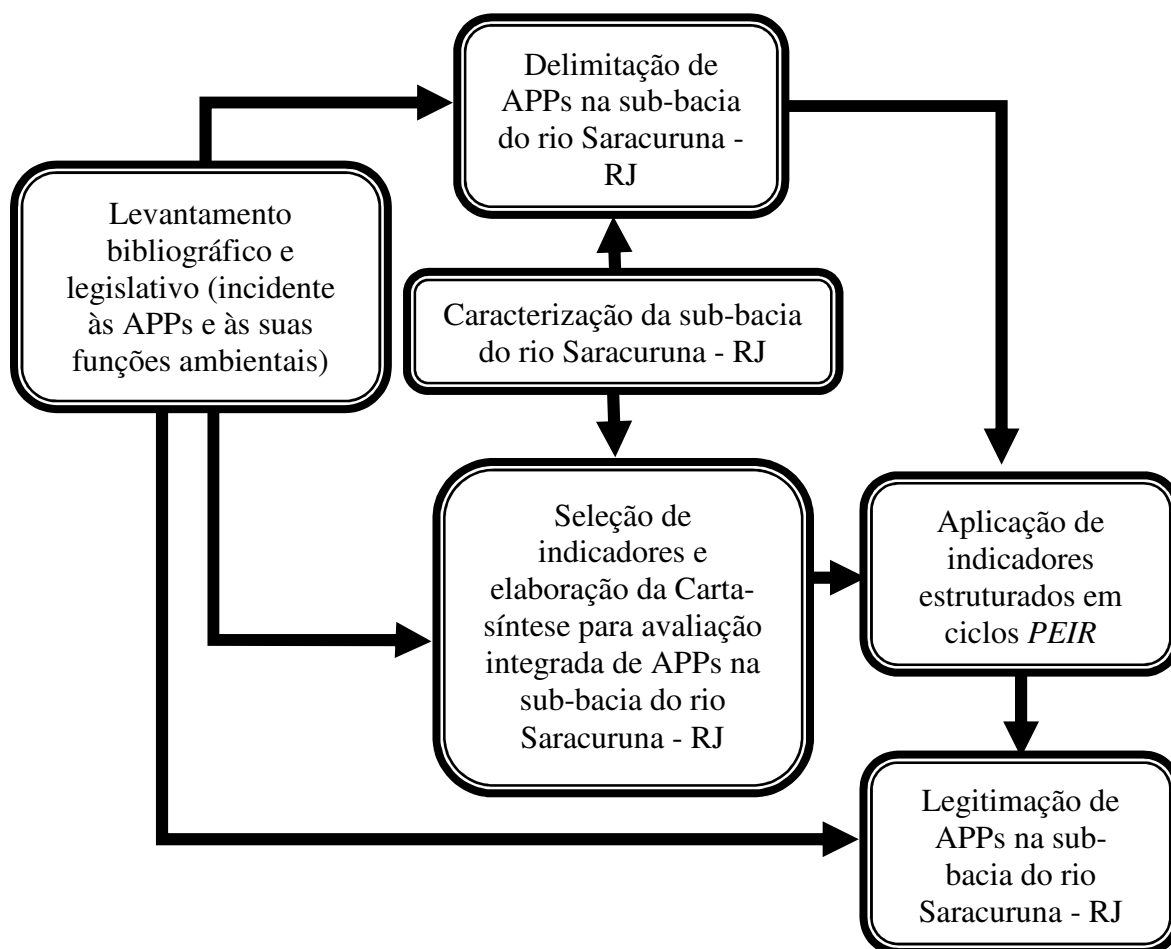 Delimitação de
APPs na sub-bacia
do rio Saracuruna -
RJ
Levantamento
bibliográfico e
legislativo (incidente
às APPs e às suas
funções ambientais)
Caracterização da sub-bacia
do rio Saracuruna - RJ
Seleção de
indicadores e
elaboração da Carta-
síntese para avaliação
integrada de APPs na
sub-bacia do rio
Saracuruna - RJ
Aplicação de
indicadores
estruturados em
ciclos PEIR
Legitimação de
APPs na sub-
bacia do rio
Saracuruna - RJ